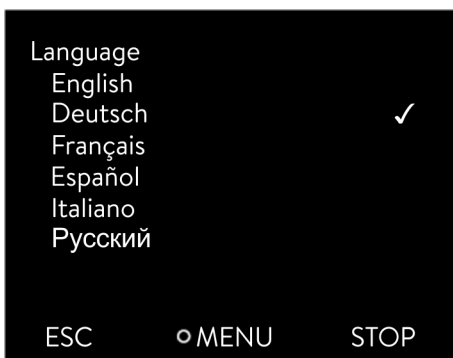 Language
English
Deutsch ✓
Français
Español
Italiano
Русский
ESC MENU STOP